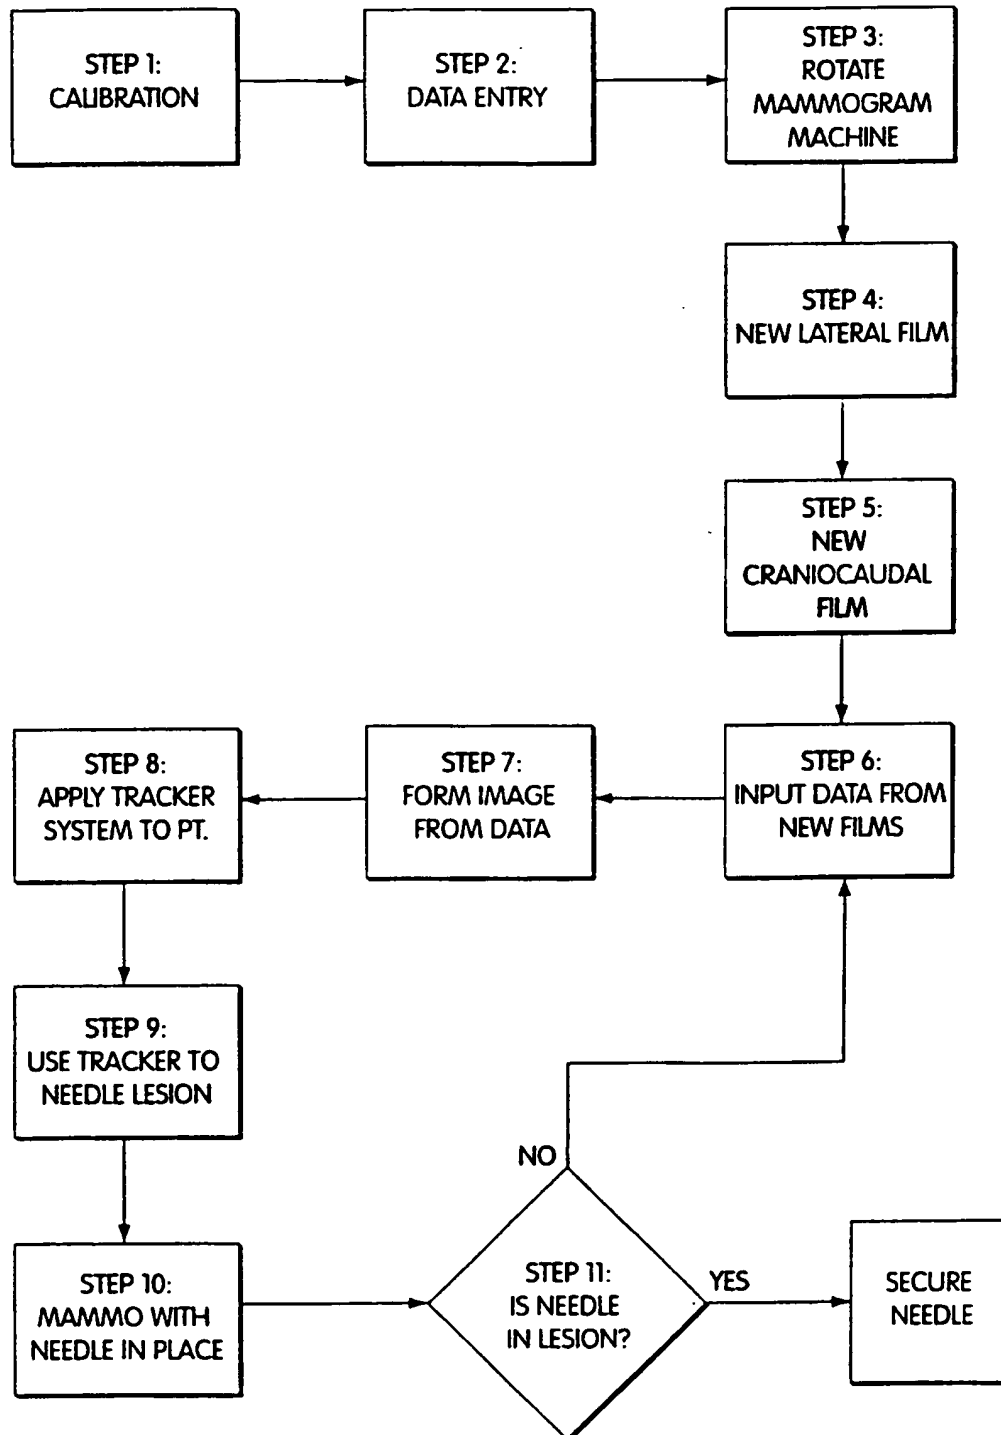 STEP 1:
CALIBRATION
STEP 2:
DATA ENTRY
STEP 3:
ROTATE
MAMMOGRAM
MACHINE
STEP 4:
NEW LATERAL FILM
STEP 5:
NEW
CRANIOCAUDAL
FILM
STEP 6:
INPUT DATA FROM
NEW FILMS
STEP 7:
FORM IMAGE
FROM DATA
STEP 8:
APPLY TRACKER
SYSTEM TO PT.
STEP 9:
USE TRACKER TO
NEEDLE LESION
STEP 10:
MAMMO WITH
NEEDLE IN PLACE
STEP 11:
IS NEEDLE
IN LESION?
NO
YES
SECURE
NEEDLE